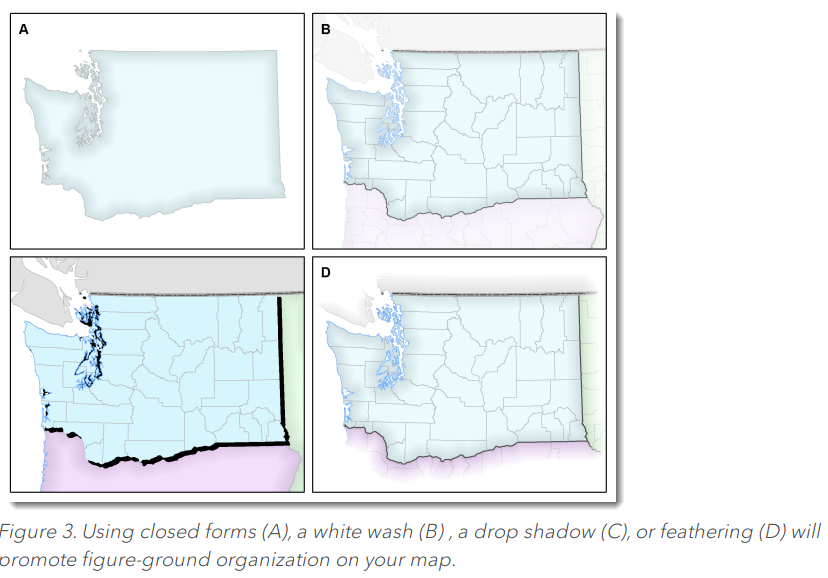 A
B
D
Figure 3. Using closed forms (A), a white wash (B) , a drop shadow (C), or feathering (D) will
promote figure-ground organization on your map.